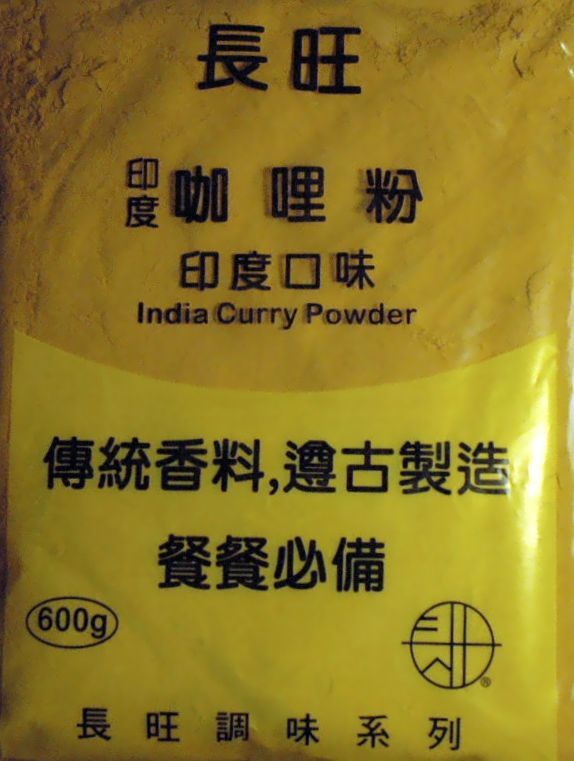 長旺
印度 咖哩粉
印度口味
India Curry Powder
傳統香料,遵古製造
餐餐必備
600g
®
長旺調味系列